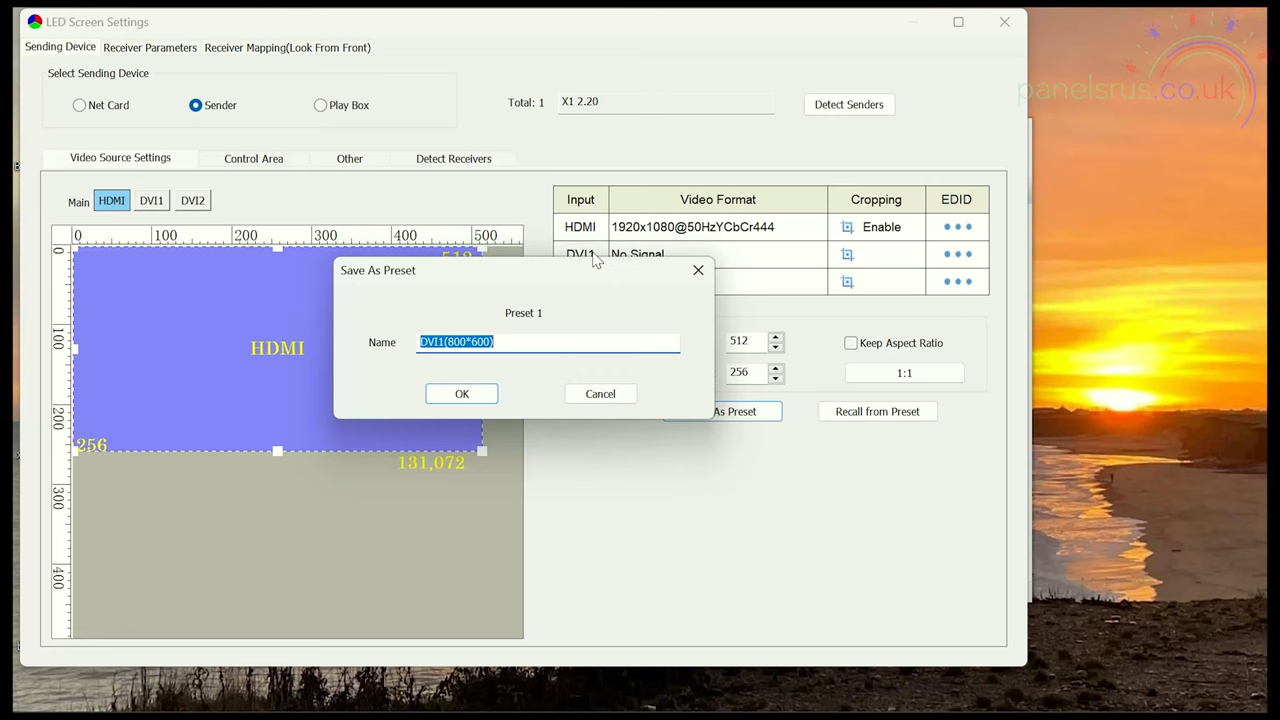 LED Screen Settings
Sending Device Receiver Parameters Receiver Mapping(Look From Front)
Select Sending Device
Net Card Sender Play Box
Total: 1 X1 2.20 Detect Senders
panelsrus.co.uk
Video Source Settings Control Area Other Detect Receivers
Main HDMI DVI1 DVI2
Input Video Format Cropping EDID
HDMI 1920x1080@50HzYCbCr444 Enable
DVI1 No Signal
0 100 200 300 400 500
0
100
200
300
400
512
HDMI
256
131,072
Save As Preset
Preset 1
Name DVI1(800*600)
OK Cancel
512 Keep Aspect Ratio
256 1:1
As Preset Recall from Preset